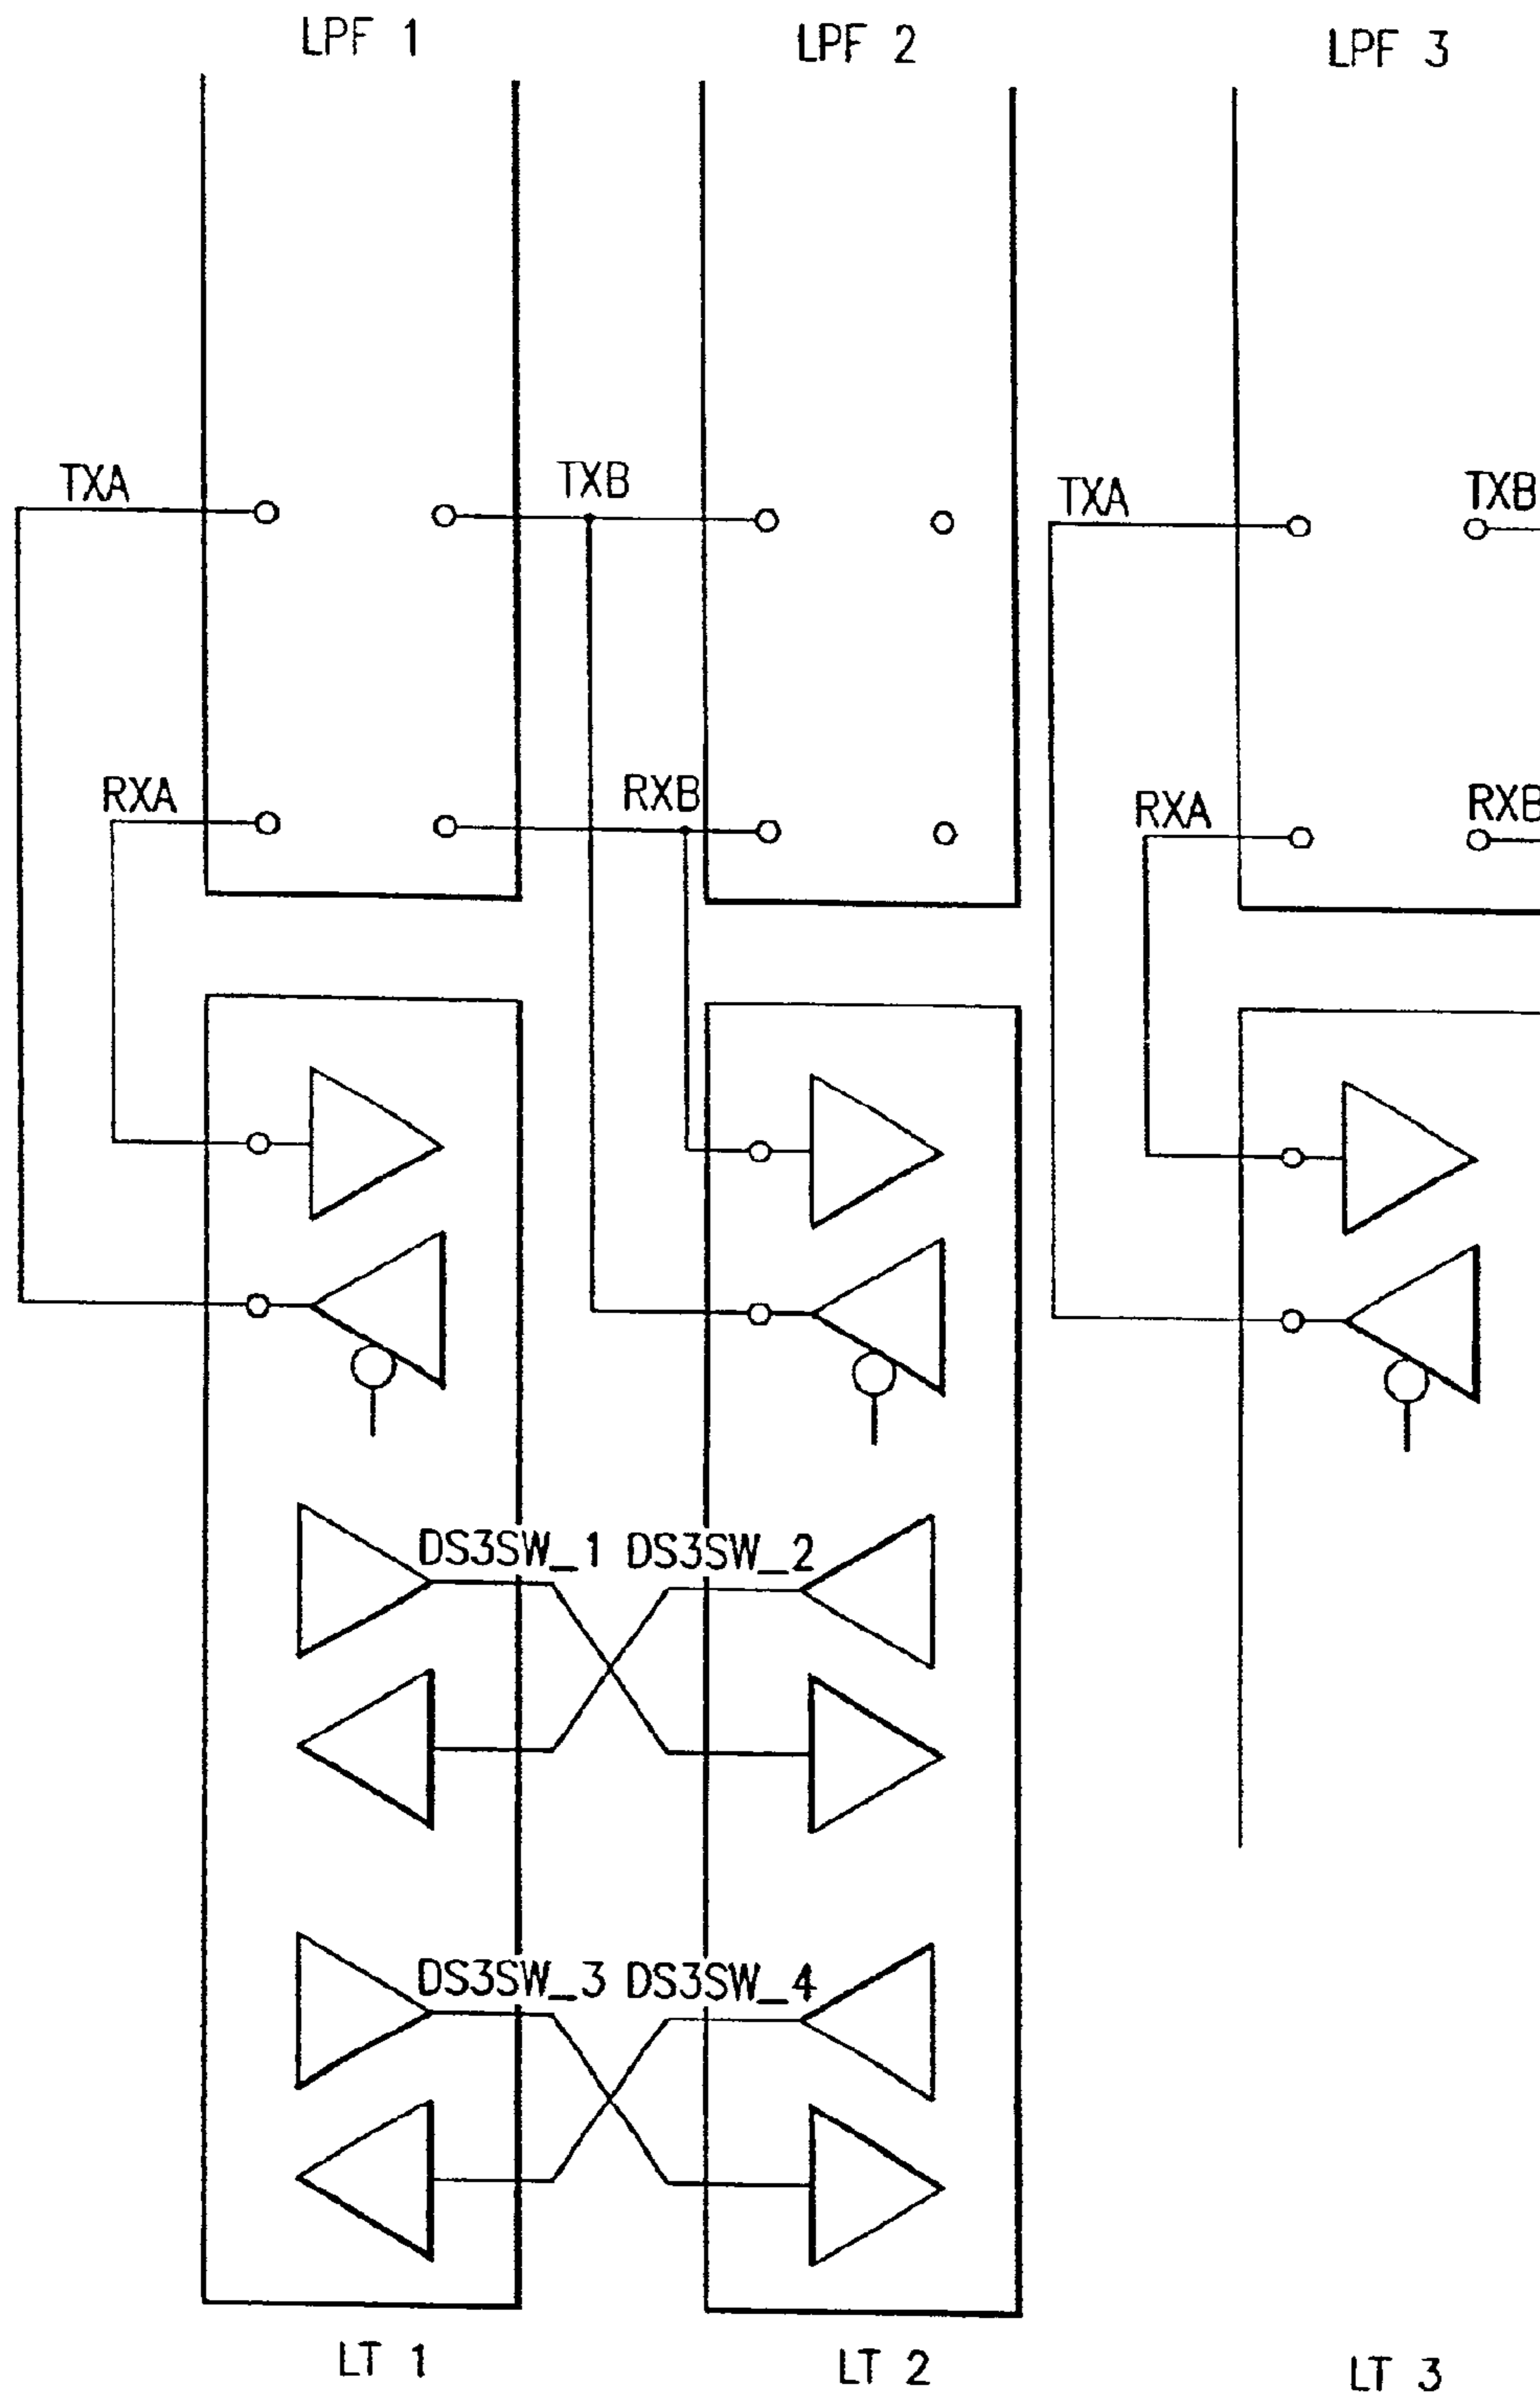 LPF 1
LPF 2
LPF 3
TXA
TXB
TXA
TXB
RXA
RXB
RXA
RXB
DS3SW_1
DS3SW_2
DS3SW_3
DS3SW_4
LT 1
LT 2
LT 3